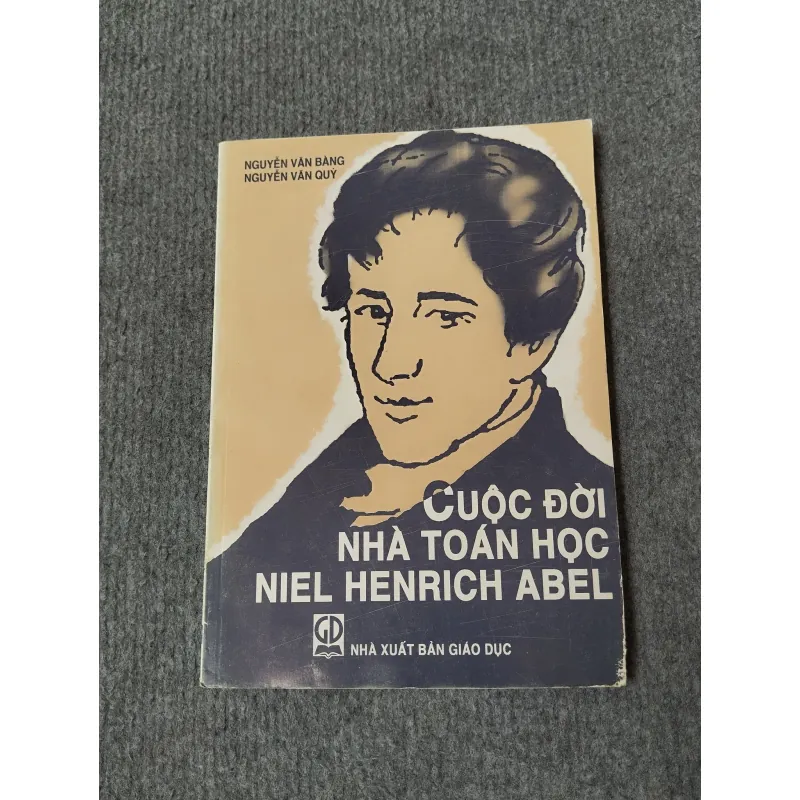 NGUYỄN VĂN BÀNG
NGUYỄN VĂN QUÝ
CUỘC ĐỜI
NHÀ TOÁN HỌC
NIEL HENRICH ABEL
GD
NHÀ XUẤT BẢN GIÁO DỤC